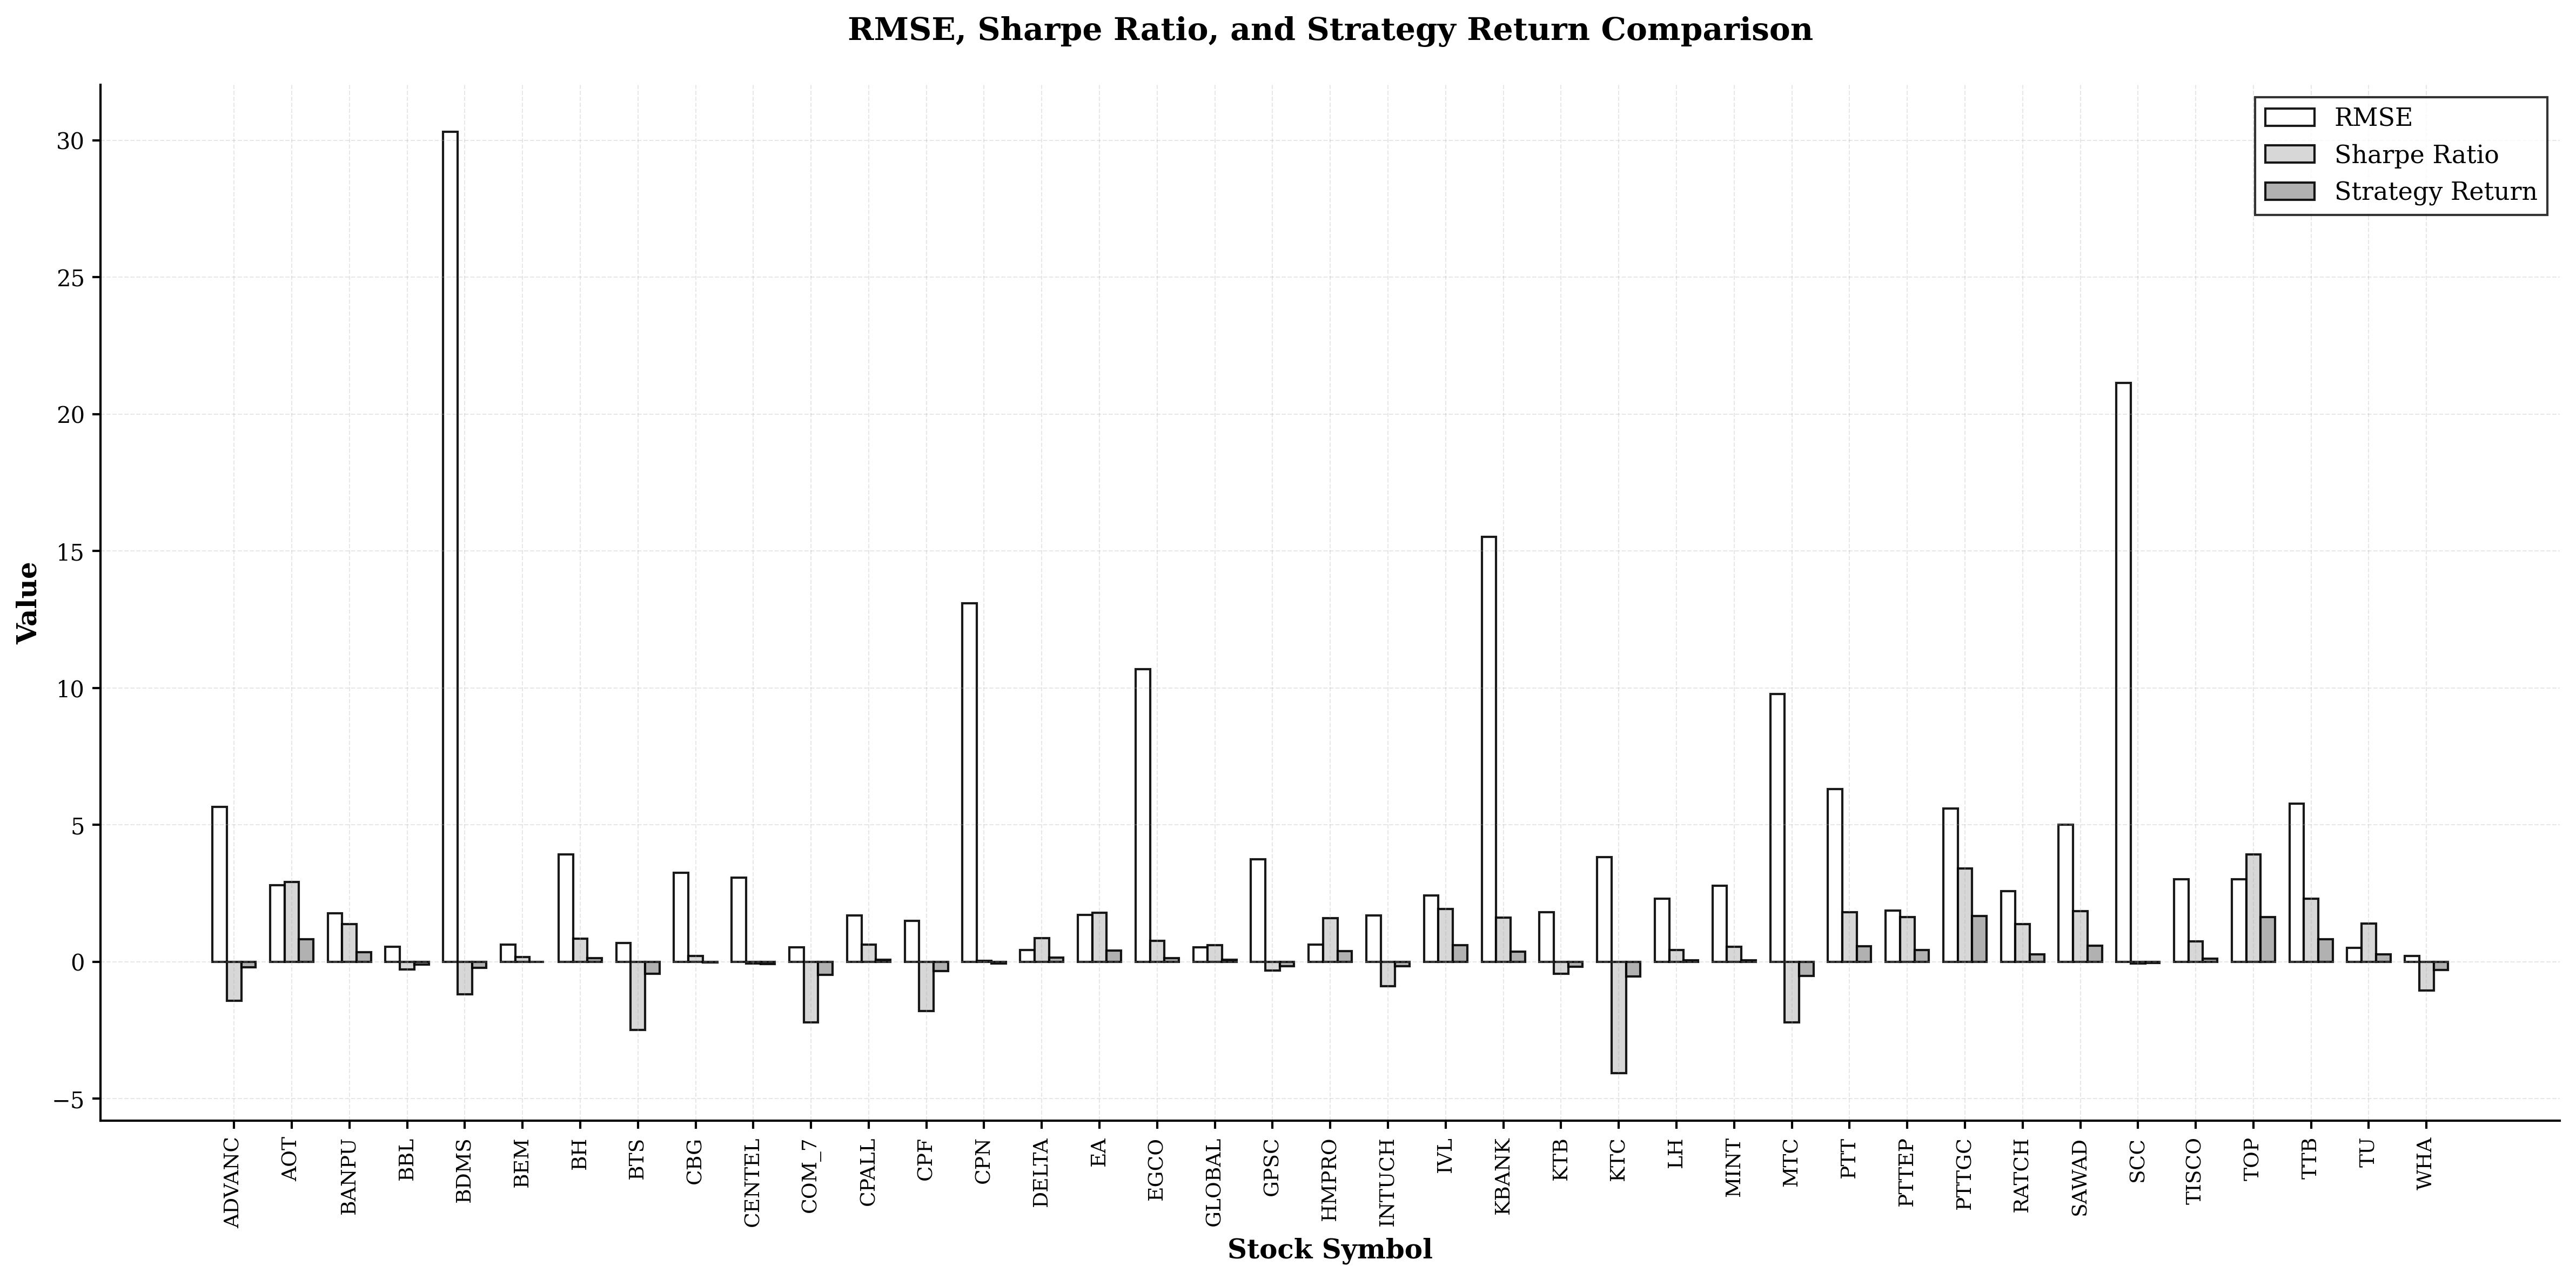 RMSE, Sharpe Ratio, and Strategy Return Comparison
RMSE
Sharpe Ratio
Strategy Return
30
25
20
15
10
5
0
−5
Value
ADVANC
AOT
BANPU
BBL
BDMS
BEM
BH
BTS
CBG
CENTEL
COM_7
CPALL
CPF
CPN
DELTA
EA
EGCO
GLOBAL
GPSC
HMPRO
INTUCH
IVL
KBANK
KTB
KTC
LH
MINT
MTC
PTT
PTTEP
PTTGC
RATCH
SAWAD
SCC
TISCO
TOP
TTB
TU
WHA
Stock Symbol